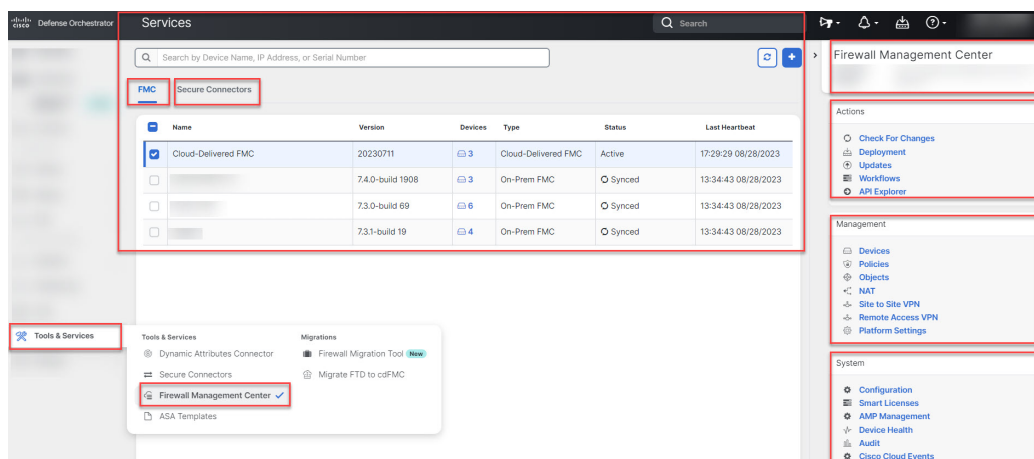 cisco Defense Orchestrator
Services
Search
Search by Device Name, IP Address, or Serial Number
FMC Secure Connectors
Name Version Devices Type Status Last Heartbeat
Cloud-Delivered FMC 20230711 3 Cloud-Delivered FMC Active 17:29:29 08/28/2023
7.4.0-build 1908 3 On-Prem FMC Synced 13:34:43 08/28/2023
7.3.0-build 69 6 On-Prem FMC Synced 13:34:43 08/28/2023
7.3.1-build 19 4 On-Prem FMC Synced 13:34:43 08/28/2023
Tools & Services
Tools & Services
Dynamic Attributes Connector
Secure Connectors
Firewall Management Center
ASA Templates
Migrations
Firewall Migration Tool New
Migrate FTD to cdFMC
Firewall Management Center
Actions
Check For Changes
Deployment
Updates
Workflows
API Explorer
Management
Devices
Policies
Objects
NAT
Site to Site VPN
Remote Access VPN
Platform Settings
System
Configuration
Smart Licenses
AMP Management
Device Health
Audit
Cisco Cloud Events